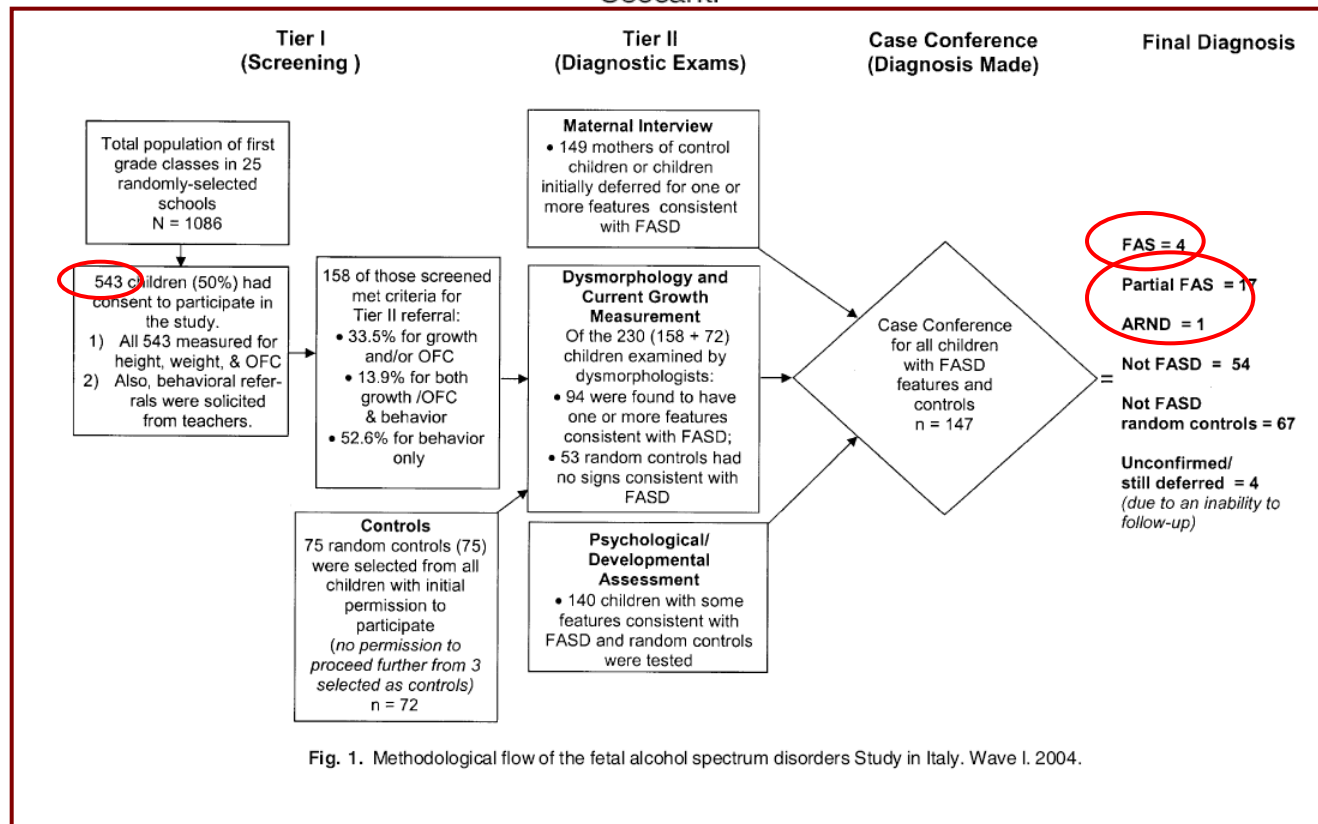 Tier I
(Screening )
Tier II
(Diagnostic Exams)
Case Conference
(Diagnosis Made)
Final Diagnosis
Total population of first
grade classes in 25
randomly-selected
schools
N = 1086
543 children (50%) had
consent to participate in
the study.
1) All 543 measured for
height, weight, & OFC
2) Also, behavioral refer-
rals were solicited
from teachers.
158 of those screened
met criteria for
Tier II referral:
• 33.5% for growth
and/or OFC
• 13.9% for both
growth /OFC
& behavior
• 52.6% for behavior
only
Controls
75 random controls (75)
were selected from all
children with initial
permission to
participate
(no permission to
proceed further from 3
selected as controls)
n = 72
Maternal Interview
• 149 mothers of control
children or children
initially deferred for one or
more features consistent
with FASD
Dysmorphology and
Current Growth
Measurement
Of the 230 (158 + 72)
children examined by
dysmorphologists:
• 94 were found to have
one or more features
consistent with FASD;
• 53 random controls had
no signs consistent with
FASD
Psychological/
Developmental
Assessment
• 140 children with some
features consistent with
FASD and random controls
were tested
Case Conference
for all children
with FASD
features and
controls
n = 147
=
FAS = 4
Partial FAS = 17
ARND = 1
Not FASD = 54
Not FASD
random controls = 67
Unconfirmed/
still deferred = 4
(due to an inability to
follow-up)
Fig. 1. Methodological flow of the fetal alcohol spectrum disorders Study in Italy. Wave I. 2004.